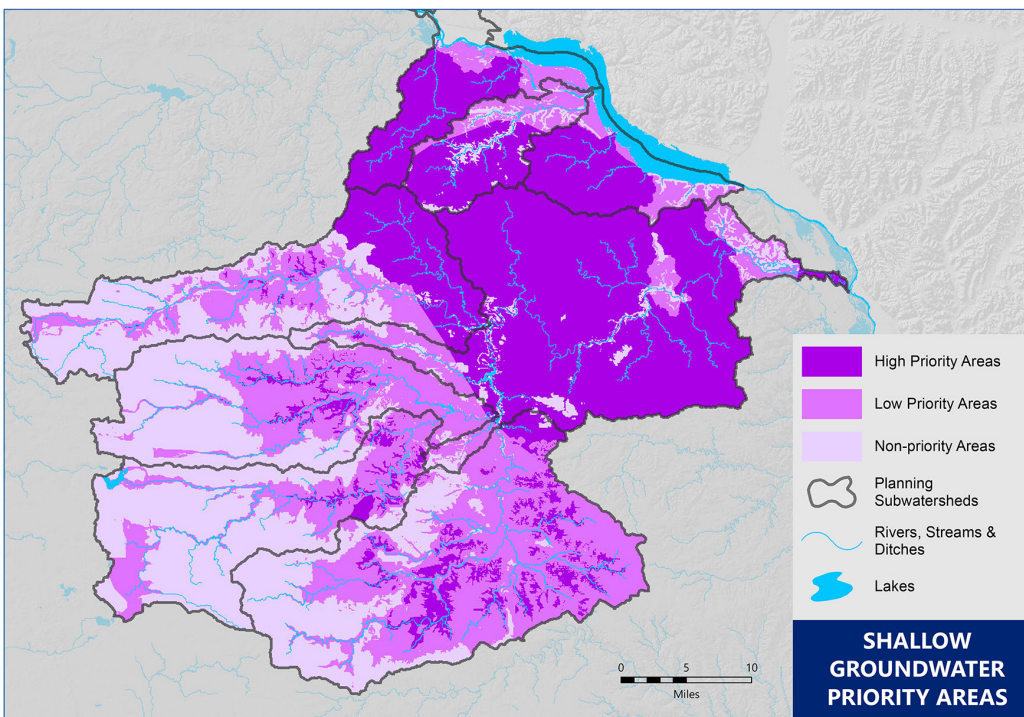 High Priority Areas
Low Priority Areas
Non-priority Areas
Planning
Subwatersheds
Rivers, Streams &
Ditches
Lakes
0 5 10
Miles
SHALLOW
GROUNDWATER
PRIORITY AREAS